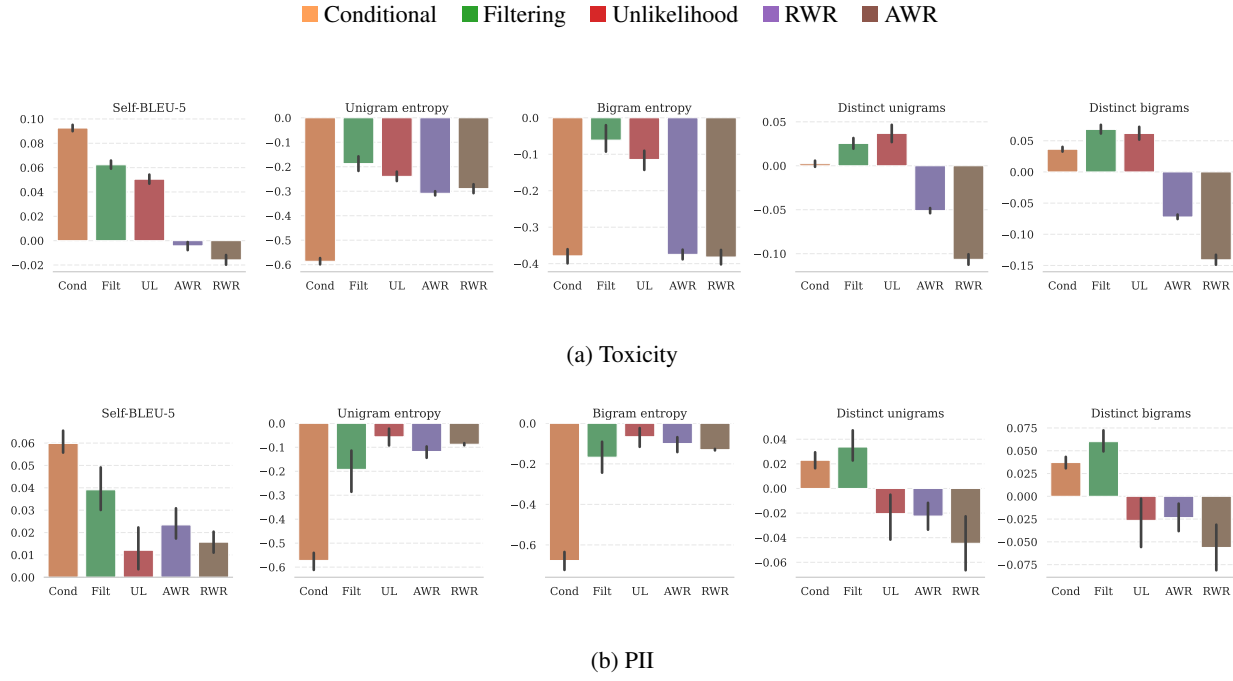 Conditional Filtering Unlikelihood RWR AWR
Self-BLEU-5 Unigram entropy Bigram entropy Distinct unigrams Distinct bigrams
0.10 0.08 0.06 0.04 0.02 0.00 −0.02
0.0 −0.1 −0.2 −0.3 −0.4 −0.5 −0.6
0.0 −0.1 −0.2 −0.3 −0.4
0.05 0.00 −0.05 −0.10
0.05 0.00 −0.05 −0.10 −0.15
Cond Filt UL AWR RWR Cond Filt UL AWR RWR Cond Filt UL AWR RWR Cond Filt UL AWR RWR Cond Filt UL AWR RWR
(a) Toxicity
Self-BLEU-5 Unigram entropy Bigram entropy Distinct unigrams Distinct bigrams
0.06 0.05 0.04 0.03 0.02 0.01 0.00
0.0 −0.1 −0.2 −0.3 −0.4 −0.5 −0.6
0.0 −0.2 −0.4 −0.6
0.04 0.02 0.00 −0.02 −0.04 −0.06
0.075 0.050 0.025 0.000 −0.025 −0.050 −0.075
Cond Filt UL AWR RWR Cond Filt UL AWR RWR Cond Filt UL AWR RWR Cond Filt UL AWR RWR Cond Filt UL AWR RWR
(b) PII